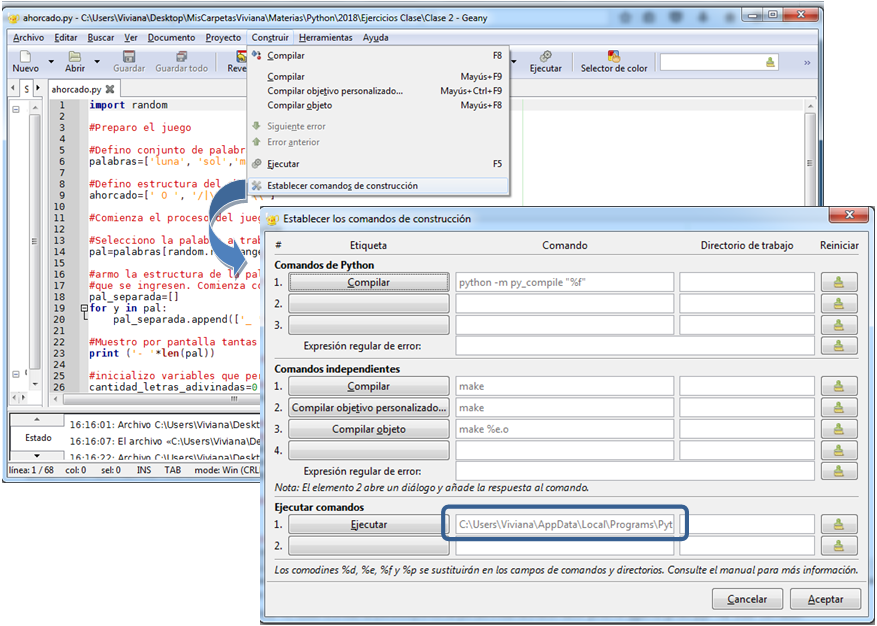 ahorcado.py - C:\Users\Viviana\Desktop\MisCarpetasViviana\Materias\Python\2018\Ejercicios Clase\Clase 2 - Geany
Archivo Editar Buscar Ver Documento Proyecto Construir Herramientas Ayuda
Nuevo Abrir Guardar Guardar todo Reve Ejecutar Selector de color
Compilar F8
Compilar Mayús+F9
Compilar objetivo personalizado... Mayús+Ctrl+F9
Compilar objeto Mayús+F8
Siguiente error
Error anterior
Ejecutar F5
Establecer comandos de construcción
S ahorcado.py
1 import random
2
3 #Preparo el juego
4
5 #Defino conjunto de palabr
6 palabras=['luna', 'sol','m
7
8 #Defino estructura del
9 ahorcado=[' O ', '/|\
10
11 #Comienza el proceso del jueg
12
13 #Selecciono la palabra a trab
14 pal=palabras[random.r
15
16 #armo la estructura de la pal
17 #que se ingresen. Comienza co
18 pal_separada=[]
19 for y in pal:
20 pal_separada.append(['_
21
22 #Muestro por pantalla tantas
23 print ('- '*len(pal))
24
25 #inicializo variables que per
26 cantidad_letras_adivinadas=0
Estado
16:16:01: Archivo C:\Users\Viviana\Deskt
16:16:07: El archivo «C:\Users\Viviana\De
16:16:22: Archivo C:\Users\Viviana\Deskt
línea: 1 / 68 col: 0 sel: 0 INS TAB mode: Win (CRL
Establecer los comandos de construcción
# Etiqueta Comando Directorio de trabajo Reiniciar
Comandos de Python
1. Compilar python -m py_compile "%f"
2.
3.
Expresión regular de error:
Comandos independientes
1. Compilar make
2. Compilar objetivo personalizado... make
3. Compilar objeto make %e.o
4.
Expresión regular de error:
Nota: El elemento 2 abre un diálogo y añade la respuesta al comando.
Ejecutar comandos
1. Ejecutar C:\Users\Viviana\AppData\Local\Programs\Pyt
2.
Los comodines %d, %e, %f y %p se sustituirán en los campos de comandos y directorios. Consulte el manual para más información.
Cancelar Aceptar